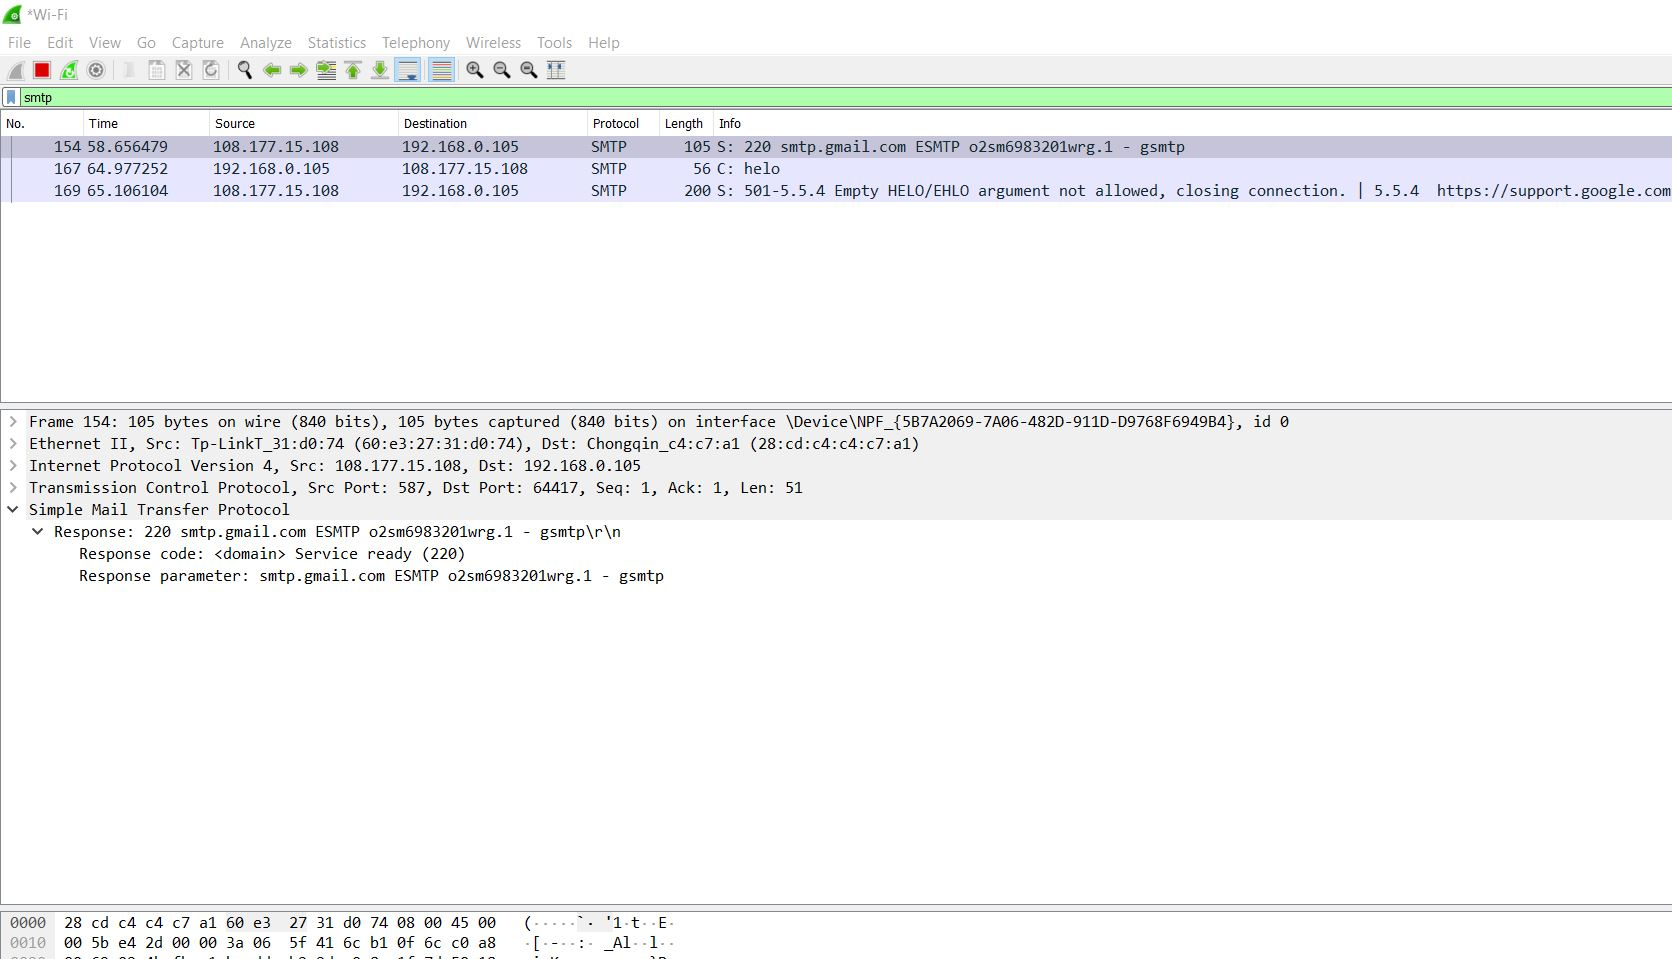 *Wi-Fi
File Edit View Go Capture Analyze Statistics Telephony Wireless Tools Help
smtp
No. Time Source Destination Protocol Length Info
154 58.656479 108.177.15.108 192.168.0.105 SMTP 105 S: 220 smtp.gmail.com ESMTP o2sm6983201wrg.1 - gsmtp
167 64.977252 192.168.0.105 108.177.15.108 SMTP 56 C: helo
169 65.106104 108.177.15.108 192.168.0.105 SMTP 200 S: 501-5.5.4 Empty HELO/EHLO argument not allowed, closing connection. | 5.5.4  https://support.google.com
Frame 154: 105 bytes on wire (840 bits), 105 bytes captured (840 bits) on interface \Device\NPF_{5B7A2069-7A06-482D-911D-D9768F6949B4}, id 0
Ethernet II, Src: Tp-LinkT_31:d0:74 (60:e3:27:31:d0:74), Dst: Chongqin_c4:c7:a1 (28:cd:c4:c4:c7:a1)
Internet Protocol Version 4, Src: 108.177.15.108, Dst: 192.168.0.105
Transmission Control Protocol, Src Port: 587, Dst Port: 64417, Seq: 1, Ack: 1, Len: 51
Simple Mail Transfer Protocol
Response: 220 smtp.gmail.com ESMTP o2sm6983201wrg.1 - gsmtp\r\n
Response code: <domain> Service ready (220)
Response parameter: smtp.gmail.com ESMTP o2sm6983201wrg.1 - gsmtp
0000 28 cd c4 c4 c7 a1 60 e3 27 31 d0 74 08 00 45 00 (·····`· '1·t··E·
0010 00 5b e4 2d 00 00 3a 06 5f 41 6c b1 0f 6c c0 a8 ·[·-··:· _Al··l··